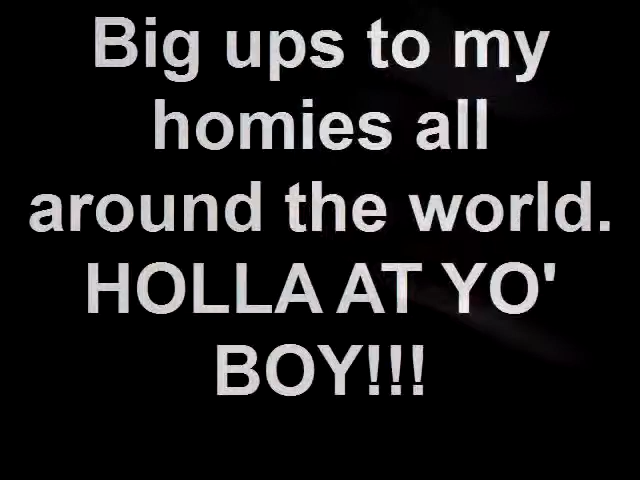 Big ups to my
homies all
around the world.
HOLLA AT YO'
BOY!!!